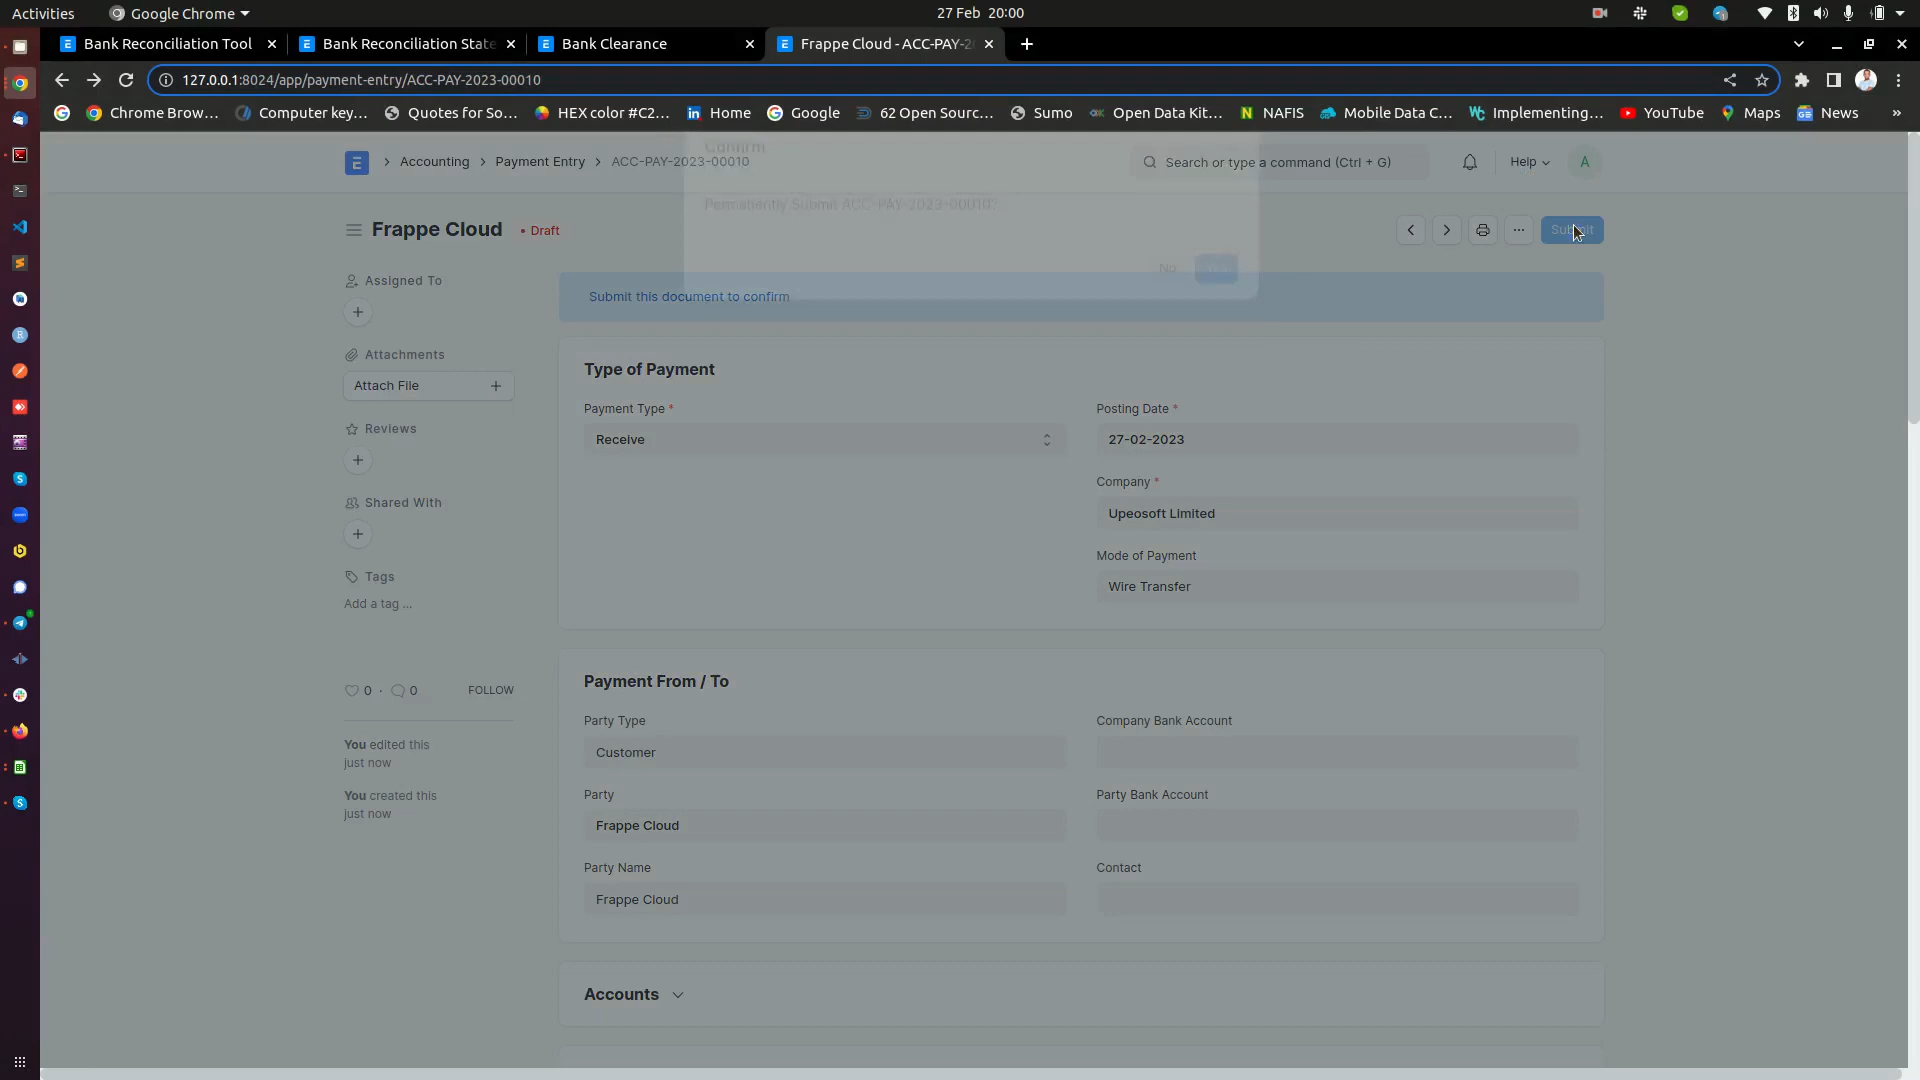 Activities Google Chrome 27 Feb 20:00
Bank Reconciliation Tool Bank Reconciliation State Bank Clearance Frappe Cloud - ACC-PAY-2
127.0.0.1:8024/app/payment-entry/ACC-PAY-2023-00010
Chrome Brow... Computer key... Quotes for So... HEX color #C2... Home Google 62 Open Sourc... Sumo Open Data Kit... NAFIS Mobile Data C... Implementing... YouTube Maps News »
Confirm
Accounting Payment Entry ACC-PAY-2023-00010 Search or type a command (Ctrl + G) Help A
Permanently Submit ACC-PAY-2023-00010?
Frappe Cloud Draft Submit
No Yes
Submit this document to confirm
Assigned To
Attachments
Attach File
Reviews
Shared With
Tags
Add a tag ...
0 · 0 FOLLOW
You edited this
just now
You created this
just now
Type of Payment
Payment Type *
Receive
Posting Date *
27-02-2023
Company *
Upeosoft Limited
Mode of Payment
Wire Transfer
Payment From / To
Party Type
Customer
Party
Frappe Cloud
Party Name
Frappe Cloud
Company Bank Account
Party Bank Account
Contact
Accounts